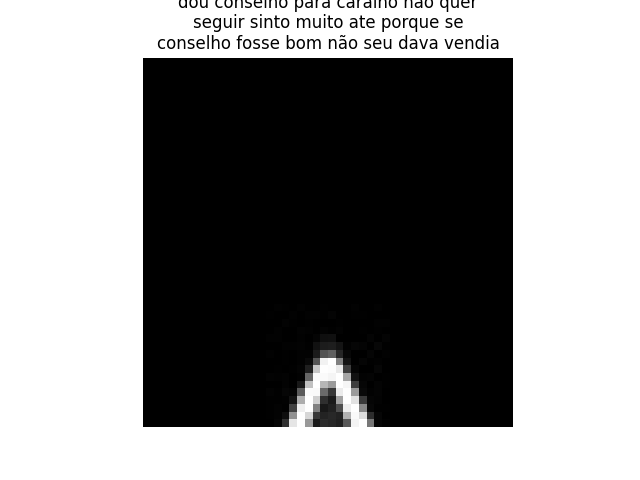 dou conselho para caralho não quer
seguir sinto muito ate porque se
conselho fosse bom não seu dava vendia